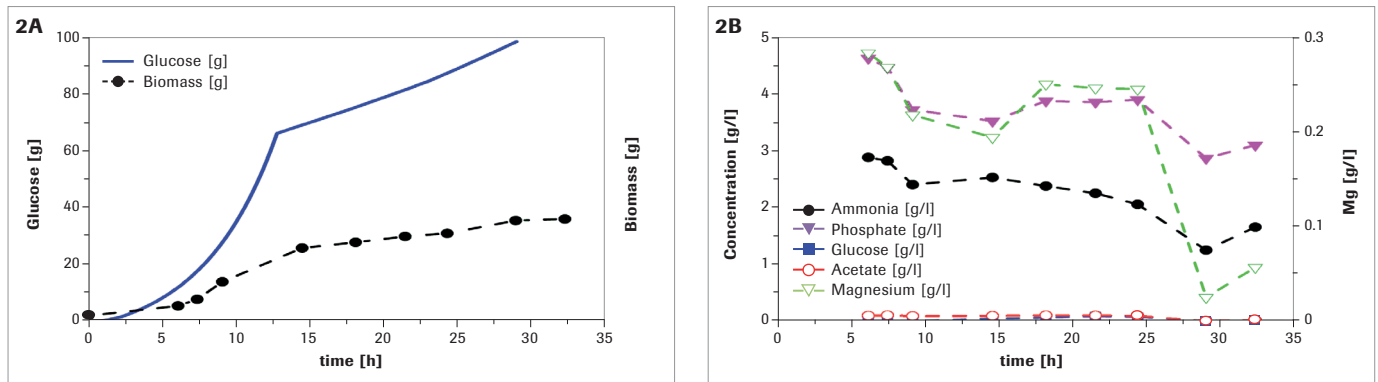 2A
100
80
60
40
20
0
Glucose [g]
Biomass [g]
Glucose [g]
Biomass [g]
0 5 10 15 20 25 30 35
time [h]
2B
5
4
3
2
1
0
Concentration [g/l]
0.3
0.2
0.1
0
Mg [g/l]
Ammonia [g/l]
Phosphate [g/l]
Glucose [g/l]
Acetate [g/l]
Magnesium [g/l]
0 5 10 15 20 25 30 35
time [h]